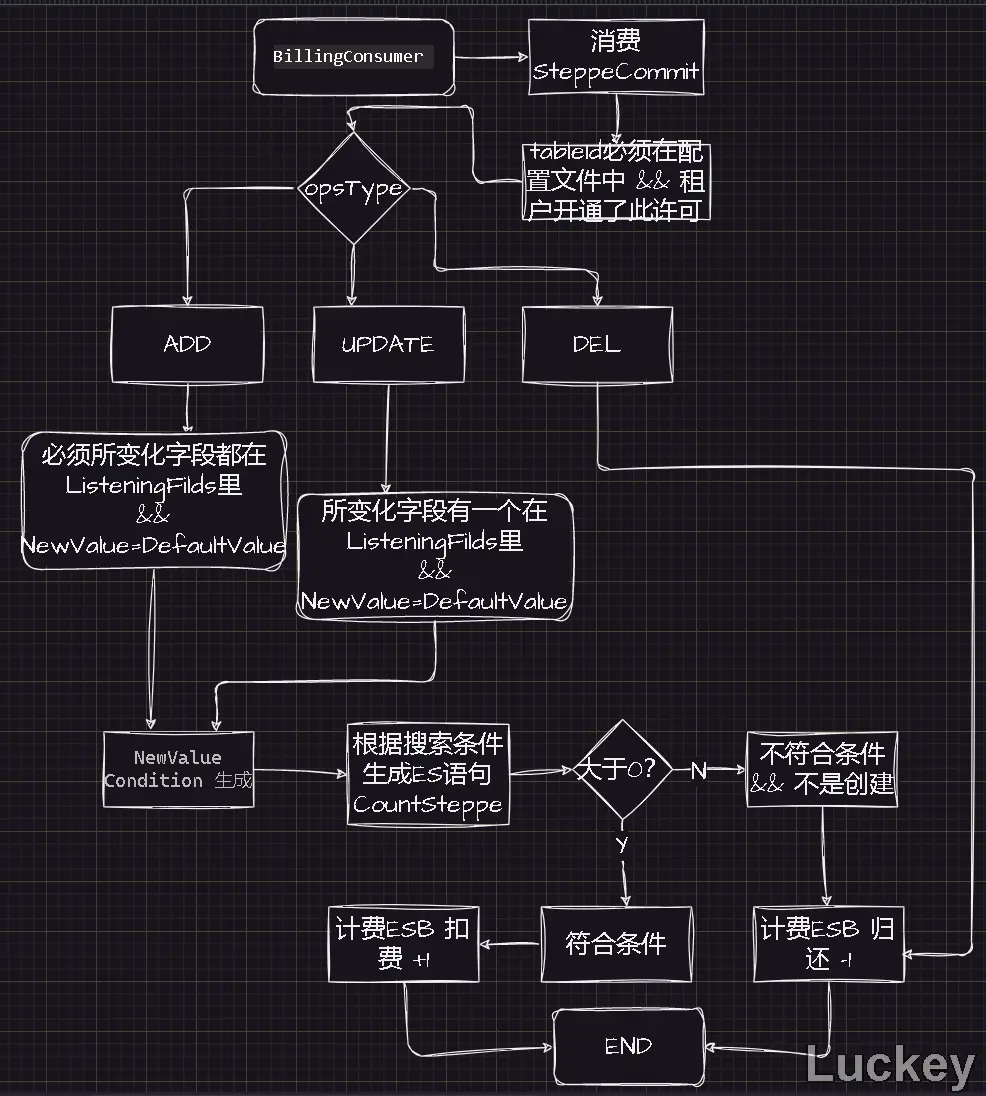 BillingConsumer
消费
SteppeCommit
tableId必须在配
置文件中 && 租
户开通了此许可
opsType
ADD
UPDATE
DEL
必须所变化字段都在
ListeningFilds里
&&
NewValue=DefaultValue
所变化字段有一个在
ListeningFilds里
&&
NewValue=DefaultValue
NewValue
Condition 生成
根据搜索条件
生成ES语句
CountSteppe
大于0?
N
不符合条件
&& 不是创建
Y
计费ESB 扣
费 +1
符合条件
计费ESB 归
还 -1
END
Luckey